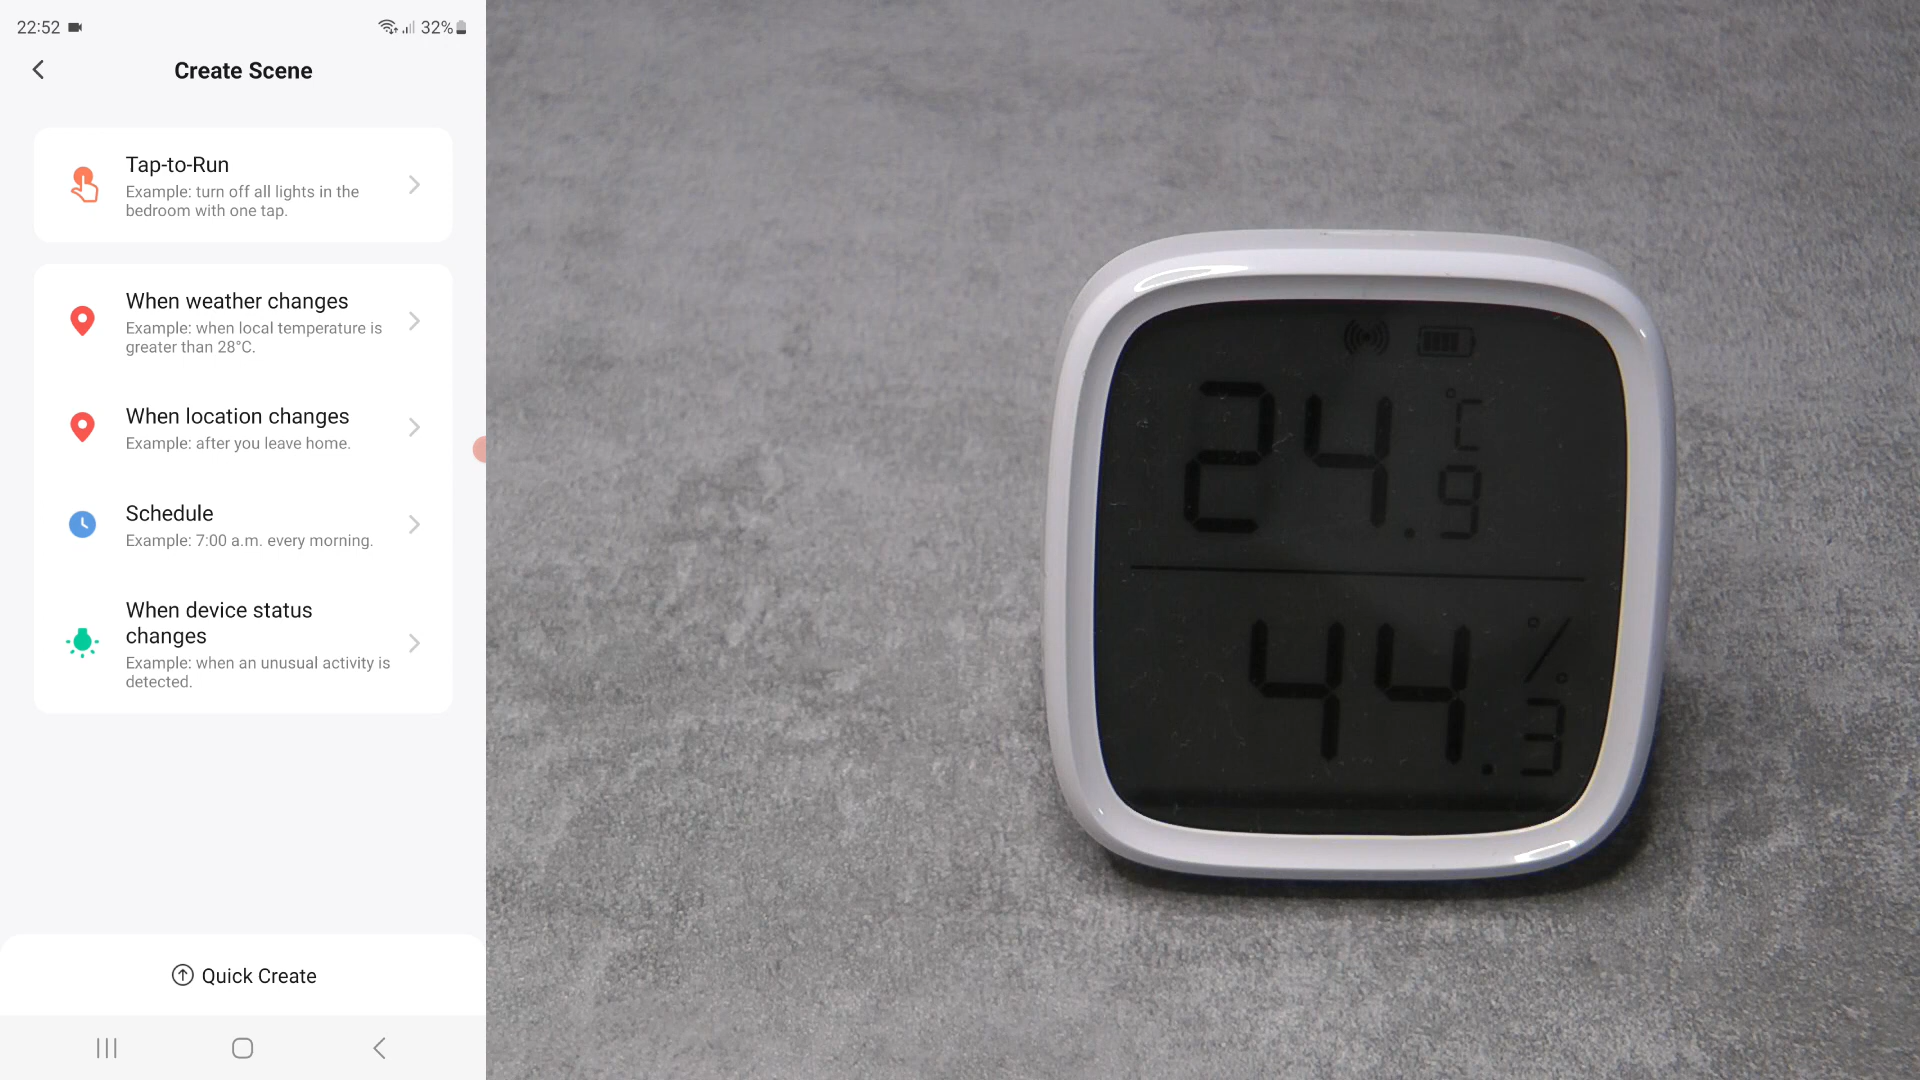 22:52
32%
Create Scene
Tap-to-Run
Example: turn off all lights in the
bedroom with one tap.
When weather changes
Example: when local temperature is
greater than 28°C.
When location changes
Example: after you leave home.
Schedule
Example: 7:00 a.m. every morning.
When device status
changes
Example: when an unusual activity is
detected.
Quick Create
24.9 °C
44.3 %